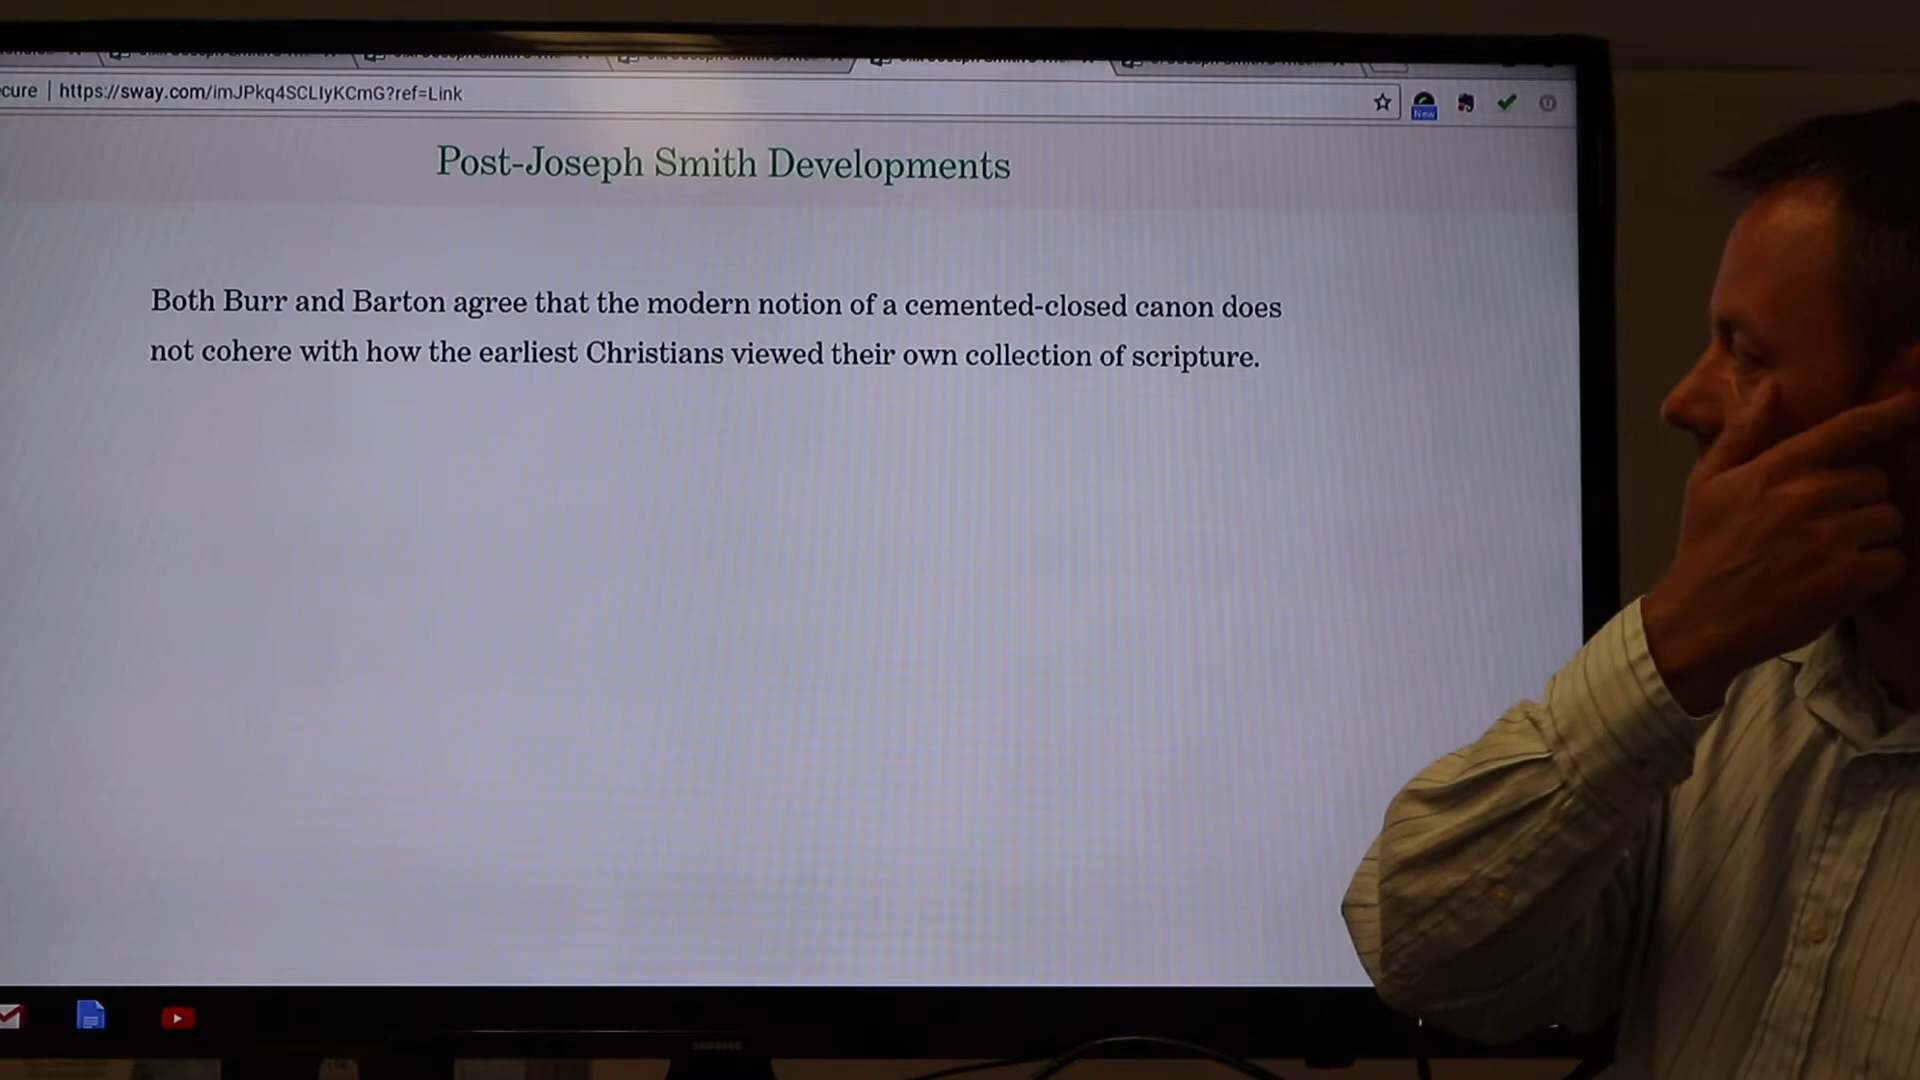 cure | https://sway.com/imJPkq4SCLIyKCmG?ref=Link
New
Post-Joseph Smith Developments
Both Burr and Barton agree that the modern notion of a cemented-closed canon does
not cohere with how the earliest Christians viewed their own collection of scripture.
SAMSUNG